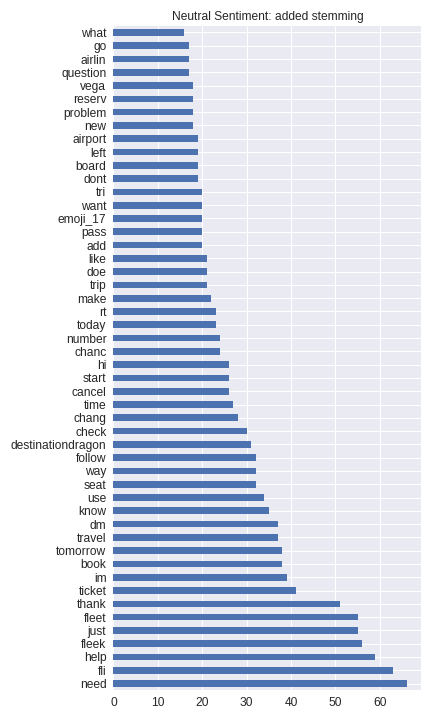 Neutral Sentiment: added stemming
what
go
airlin
question
vega
reserv
problem
new
airport
left
board
dont
tri
want
emoji_17
pass
add
like
doe
trip
make
rt
today
number
chanc
hi
start
cancel
time
chang
check
destinationdragon
follow
way
seat
use
know
dm
travel
tomorrow
book
im
ticket
thank
fleet
just
fleek
help
fli
need
0 10 20 30 40 50 60